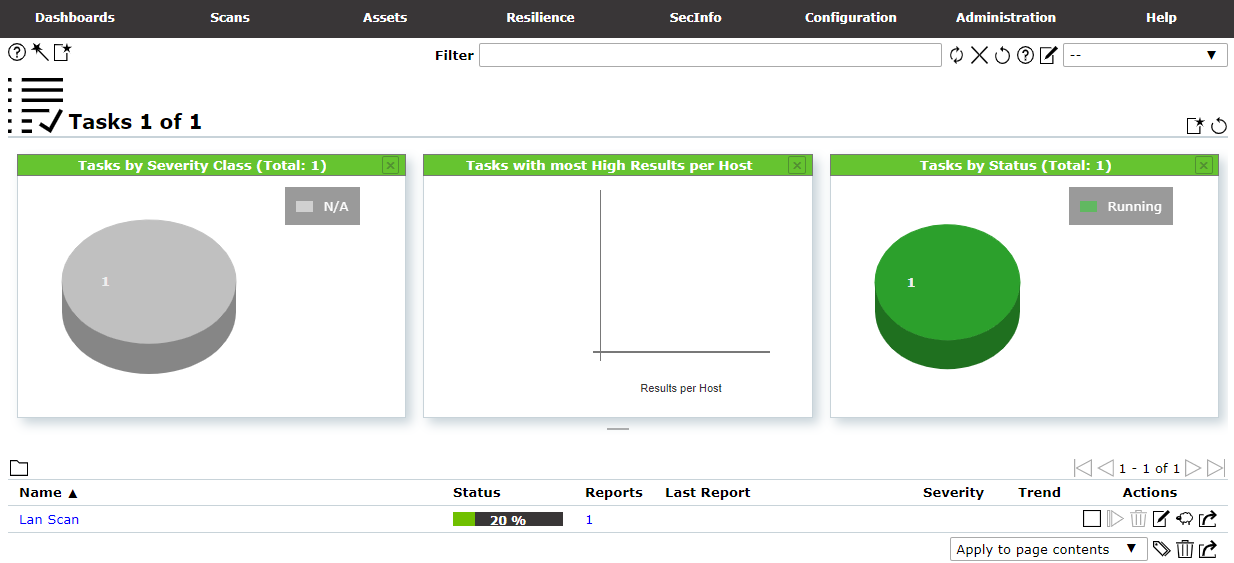 Dashboards Scans Assets Resilience SecInfo Configuration Administration Help
Filter --
Tasks 1 of 1
Tasks by Severity Class (Total: 1) Tasks with most High Results per Host Tasks by Status (Total: 1)
N/A Running
1 1
Results per Host
1 - 1 of 1
Name Status Reports Last Report Severity Trend Actions
Lan Scan 20 % 1
Apply to page contents